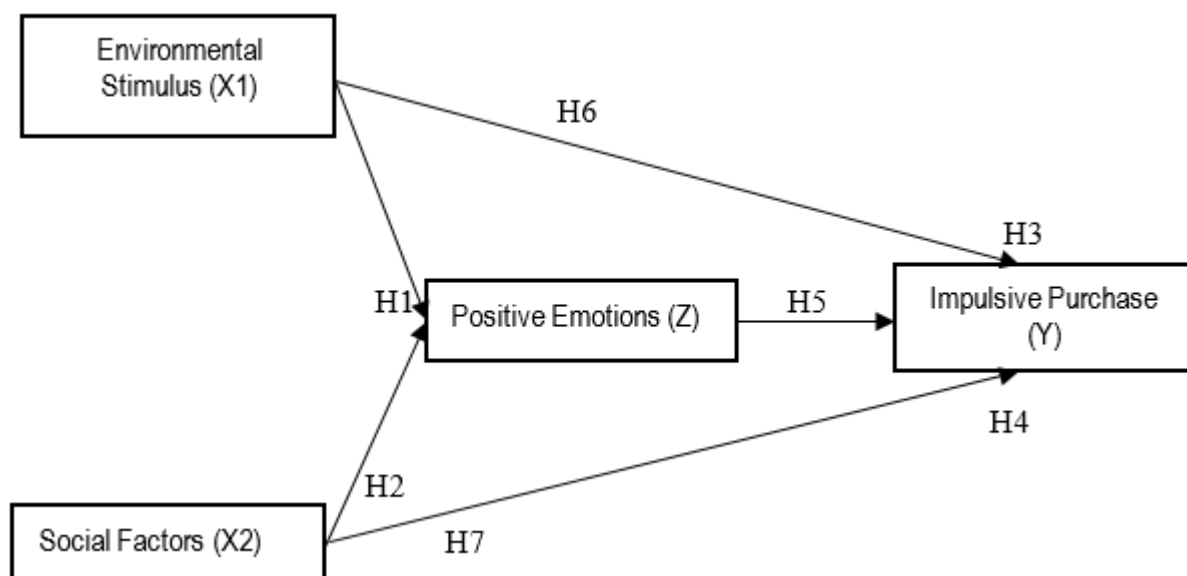 Environmental
Stimulus (X1)
H6
H3
H1
Positive Emotions (Z)
H5
Impulsive Purchase
(Y)
H4
H2
Social Factors (X2)
H7